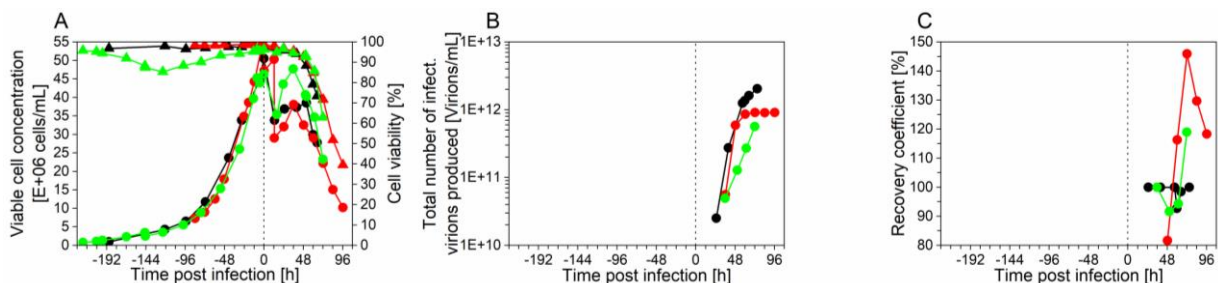 A
Viable cell concentration
[E+06 cells/mL]
55
50
45
40
35
30
25
20
15
10
5
0
100
90
80
70
60
50
40
30
20
10
0
Cell viability [%]
-192 -144 -96 -48 0 48 96
Time post infection [h]
B
Total number of infect.
virions produced [Virions/mL]
1E+13
1E+12
1E+11
1E+10
-192 -144 -96 -48 0 48 96
Time post infection [h]
C
Recovery coefficient [%]
150
140
130
120
110
100
90
80
-192 -144 -96 -48 0 48 96
Time post infection [h]